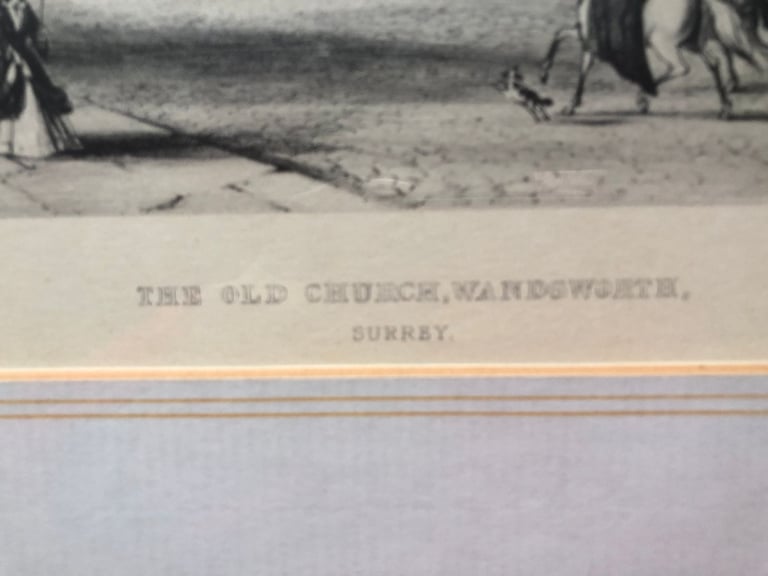 THE OLD CHURCH, WANDSWORTH,
SURREY.